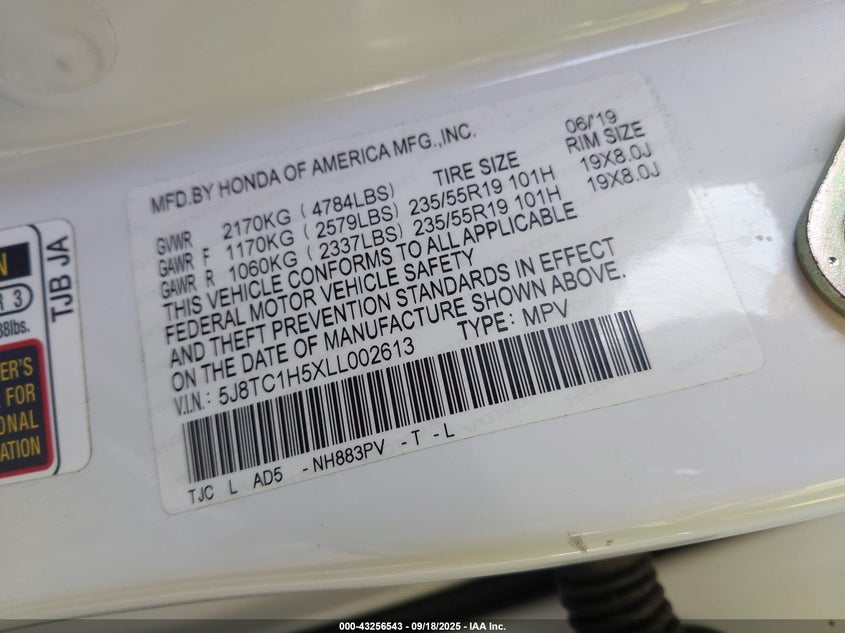 MFD.BY HONDA OF AMERICA MFG.,INC. 06/'19
TIRE SIZE RIM SIZE
GVWR 2170KG ( 4784LBS)
GAWR F 1170KG ( 2579LBS) 235/55R19 101H 19X8.0J
GAWR R 1060KG ( 2337LBS) 235/55R19 101H 19X8.0J
THIS VEHICLE CONFORMS TO ALL APPLICABLE
FEDERAL MOTOR VEHICLE SAFETY
AND THEFT PREVENTION STANDARDS IN EFFECT
ON THE DATE OF MANUFACTURE SHOWN ABOVE.
V.I.N.: 5J8TC1H5XLL002613 TYPE: MPV
TJC L AD5 -NH883PV -T -L
TJB JA
R 3
88lbs.
ER'S
FOR
ONAL
ATION
000-43256543 - 09/18/2025 - IAA Inc.